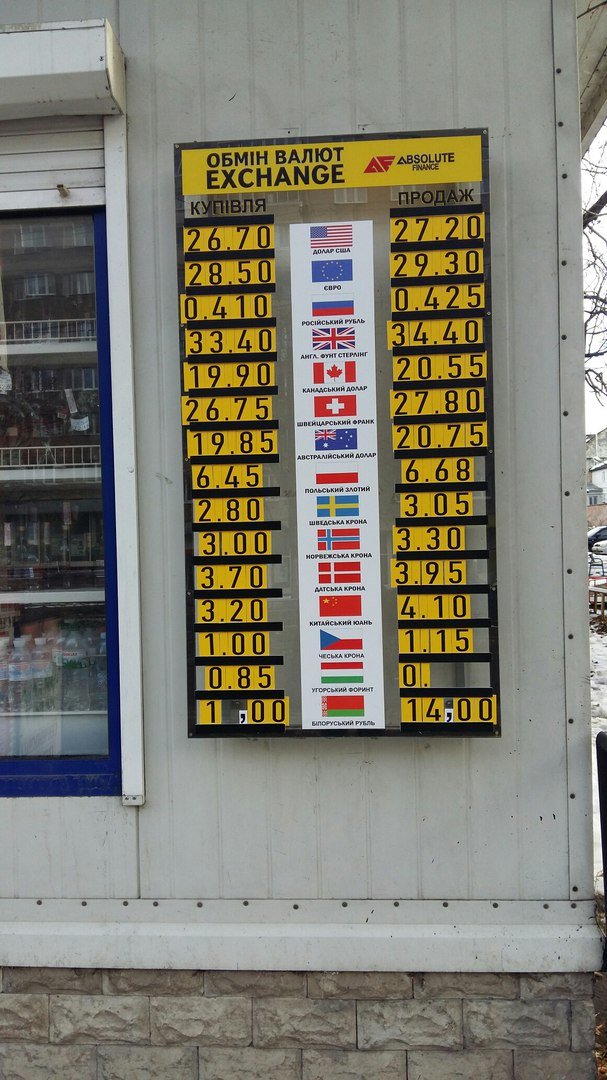 ОБМІН ВАЛЮТ
EXCHANGE
AF ABSOLUTE
FINANCE
КУПІВЛЯ ПРОДАЖ
26.70 ДОЛАР США 27.20
28.50 ЄВРО 29.30
0.410 РОСІЙСЬКИЙ РУБЛЬ 0.425
33.40 АНГЛ. ФУНТ СТЕРЛІНГ 34.40
19.90 КАНАДСЬКИЙ ДОЛАР 20.55
26.75 ШВЕЙЦАРСЬКИЙ ФРАНК 27.80
19.85 АВСТРАЛІЙСЬКИЙ ДОЛАР 20.75
6.45 ПОЛЬСЬКИЙ ЗЛОТИЙ 6.68
2.80 ШВЕДСЬКА КРОНА 3.05
3.00 НОРВЕЖСЬКА КРОНА 3.30
3.70 ДАТСЬКА КРОНА 3.95
3.20 КИТАЙСЬКИЙ ЮАНЬ 4.10
1.00 ЧЕСЬКА КРОНА 1.15
0.85 УГОРСЬКИЙ ФОРИНТ 0.
1 ,00 БІЛОРУСЬКИЙ РУБЛЬ 14,00